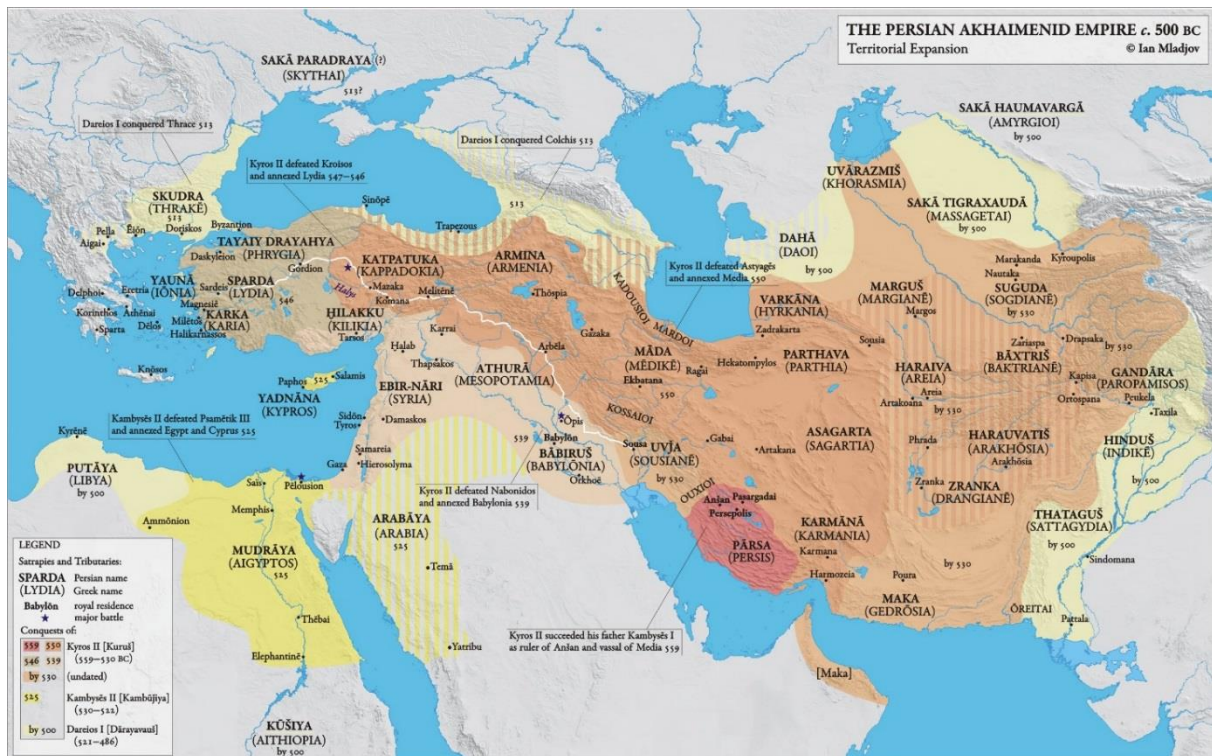 THE PERSIAN AKHAIMENID EMPIRE c. 500 BC
Territorial Expansion
© Ian Mladjov
SAKĀ PARADRAYA (?)
(SKYTHAI)
513?
Dareios I conquered Thrace 513
Dareios I conquered Colchis 513
Kyros II defeated Kroisos
and annexed Lydia 547–546
SAKĀ HAUMAVARGĀ
(AMYRGIOI)
by 500
UVĀRAZMIŠ
(KHORASMIA)
SAKĀ TIGRAXAUDĀ
(MASSAGETAI)
by 500
DAHĀ
(DAOI)
by 500
SKUDRA
(THRAKĒ)
513
Doriskos
Byzantion
Pella
Ēiōn
Aigai
Sinōpē
Trapezous
513
TAYAIY DRAYAHYA
(PHRYGIA)
Daskyleion
Gordion
KATPATUKA
(KAPPADOKIA)
Mazaka
Komana
Melitēnē
Halys
ARMINA
(ARMENIA)
Thōspia
KADOUSIOI
MARDOI
Kyros II defeated Astyagēs
and annexed Media 550
YAUNĀ
(IŌNIA)
SPARDA
(LYDIA)
Sardeis
546
Magnesiē
KARKA
(KARIA)
Milētos
Halikarnassos
Delphoi
Eretria
Korinthos
Athēnai
Sparta
Dēlos
Knōsos
ḤILAKKU
(KILIKIA)
Tarsos
Karrai
Ḥalab
Thapsakos
Arbēla
Gazaka
MĀDA
(MĒDIKĒ)
Ekbatana
550
Ragai
VARKĀNA
(HYRKANIA)
Zadrakarta
Hekatompylos
PARTHAVA
(PARTHIA)
Sousia
MARGUŠ
(MARGIANĒ)
Margos
Marakanda
Nautaka
Kyroupolis
SUGUDA
(SOGDIANĒ)
by 530
Zariaspa
Drapsaka
BĀXTRIŠ
(BAKTRIANĒ)
by 530
HARAIVA
(AREIA)
Areia
Artakoana
by 530
Kapisa
Ortospana
GANDĀRA
(PAROPAMISOS)
Peukela
Taxila
Paphos
525
Salamis
YADNĀNA
(KYPROS)
EBIR-NĀRI
(SYRIA)
Sidōn
Tyros
Damaskos
Samareia
Hierosolyma
Gaza
ATHURĀ
(MESOPOTAMIA)
Ōpis
539
Babylōn
BĀBIRUŠ
(BABYLŌNIA)
Orkhoē
KOSSAIOI
Sousa
UVJA
(SOUSIANĒ)
by 530
Gabai
ASAGARTA
(SAGARTIA)
Artakana
OUXIOI
Phrada
HARAUVATIŠ
(ARAKHŌSIA)
Arakhōsia
Zranka
ZRANKA
(DRANGIANĒ)
HINDUŠ
(INDIKĒ)
by 500
Kambysēs II defeated Psamētik III
and annexed Egypt and Cyprus 525
Kyros II defeated Nabonidos
and annexed Babylonia 539
Kyrēnē
PUTĀYA
(LIBYA)
by 500
Ammōnion
Sais
Pēlousion
Memphis
MUDRĀYA
(AIGYPTOS)
525
Thēbai
Elephantinē
KŪŠIYA
(AITHIOPIA)
by 500
ARABĀYA
(ARABIA)
525
Temā
Yatribu
Anšan
Pasargadai
Persepolis
PĀRSA
(PERSIS)
KARMĀNĀ
(KARMANIA)
Karmana
Harmozeia
Poura
by 530
MAKA
(GEDRŌSIA)
[Maka]
ŌREITAI
THATAGUŠ
(SATTAGYDIA)
by 500
Sindomana
Pattala
Kyros II succeeded his father Kambysēs I
as ruler of Anšan and vassal of Media 559
LEGEND
Satrapies and Tributaries:
SPARDA Persian name
(LYDIA) Greek name
Babylōn royal residence
major battle
Conquests of:
559 550 Kyros II [Kuruš]
546 539 (559–530 BC)
by 530 (undated)
525 Kambysēs II [Kambūjiya]
(530–522)
by 500 Dareios I [Dārayavauš]
(521–486)